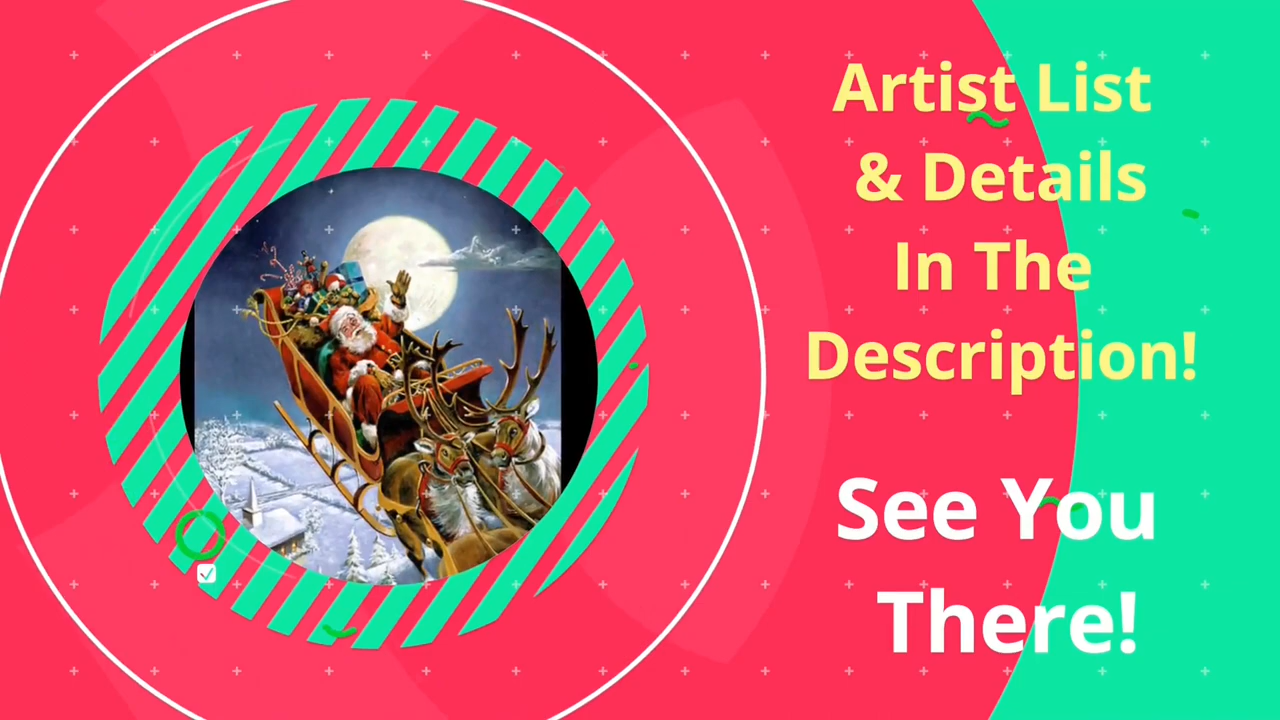 Artist List
& Details
In The
Description!
See You
There!